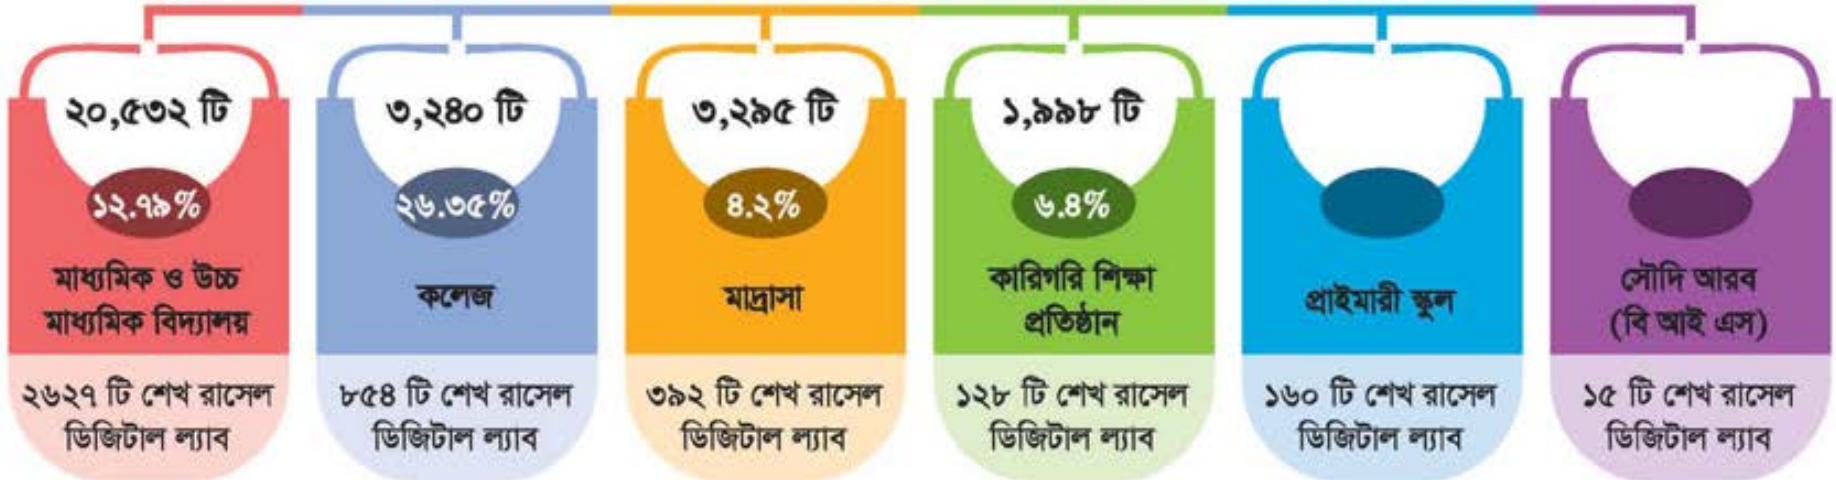 ২০,৫৩২ টি
১২.৭৯%
মাধ্যমিক ও উচ্চ
মাধ্যমিক বিদ্যালয়
২৬২৭ টি শেখ রাসেল
ডিজিটাল ল্যাব
৩,২৪০ টি
২৬.৩৫%
কলেজ
৮৫৪ টি শেখ রাসেল
ডিজিটাল ল্যাব
৩,২৯৫ টি
৪.২%
মাদ্রাসা
৩৯২ টি শেখ রাসেল
ডিজিটাল ল্যাব
১,৯৯৮ টি
৬.৪%
কারিগরি শিক্ষা
প্রতিষ্ঠান
১২৮ টি শেখ রাসেল
ডিজিটাল ল্যাব
প্রাইমারী স্কুল
১৬০ টি শেখ রাসেল
ডিজিটাল ল্যাব
সৌদি আরব
(বি আই এস)
১৫ টি শেখ রাসেল
ডিজিটাল ল্যাব